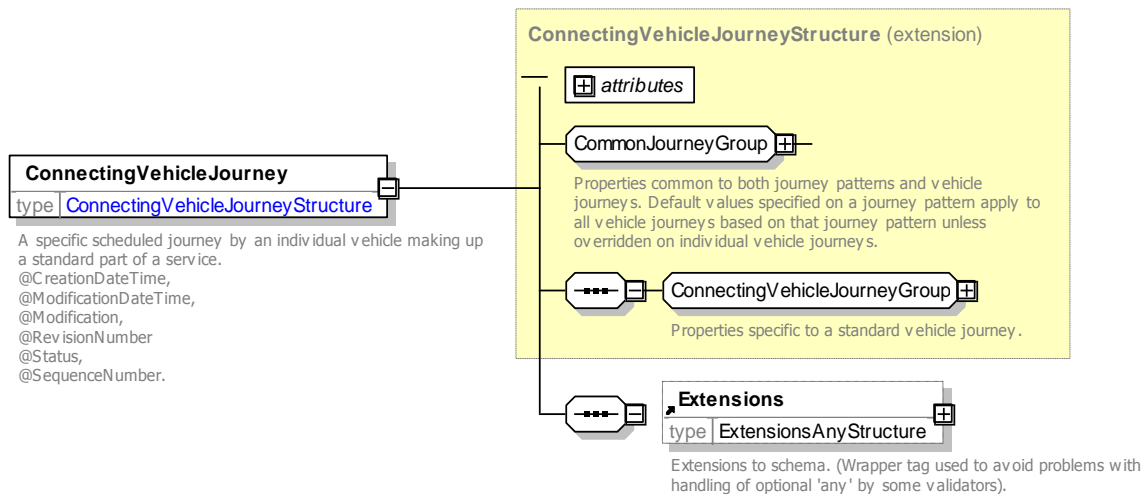 ConnectingVehicleJourneyStructure (extension)
attributes
CommonJourneyGroup
Properties common to both journey patterns and vehicle
journeys. Default values specified on a journey pattern apply to
all vehicle journeys based on that journey pattern unless
overridden on individual vehicle journeys.
ConnectingVehicleJourney
type ConnectingVehicleJourneyStructure
A specific scheduled journey by an individual vehicle making up
a standard part of a service.
@CreationDateTime,
@ModificationDateTime,
@Modification,
@RevisionNumber
@Status,
@SequenceNumber.
ConnectingVehicleJourneyGroup
Properties specific to a standard vehicle journey.
Extensions
type ExtensionsAnyStructure
Extensions to schema. (Wrapper tag used to avoid problems with
handling of optional 'any' by some validators).